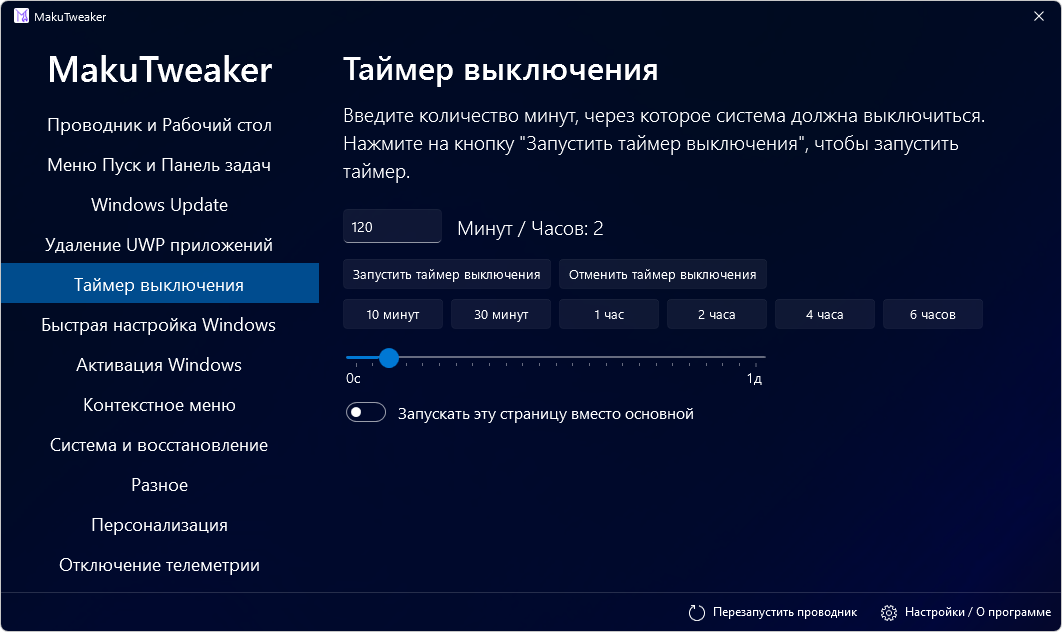 MakuTweaker
MakuTweaker
Проводник и Рабочий стол
Меню Пуск и Панель задач
Windows Update
Удаление UWP приложений
Таймер выключения
Быстрая настройка Windows
Активация Windows
Контекстное меню
Система и восстановление
Разное
Персонализация
Отключение телеметрии
Таймер выключения
Введите количество минут, через которое система должна выключиться.
Нажмите на кнопку "Запустить таймер выключения", чтобы запустить
таймер.
120 Минут / Часов: 2
Запустить таймер выключения Отменить таймер выключения
10 минут 30 минут 1 час 2 часа 4 часа 6 часов
0с 1д
Запускать эту страницу вместо основной
Перезапустить проводник Настройки / О программе